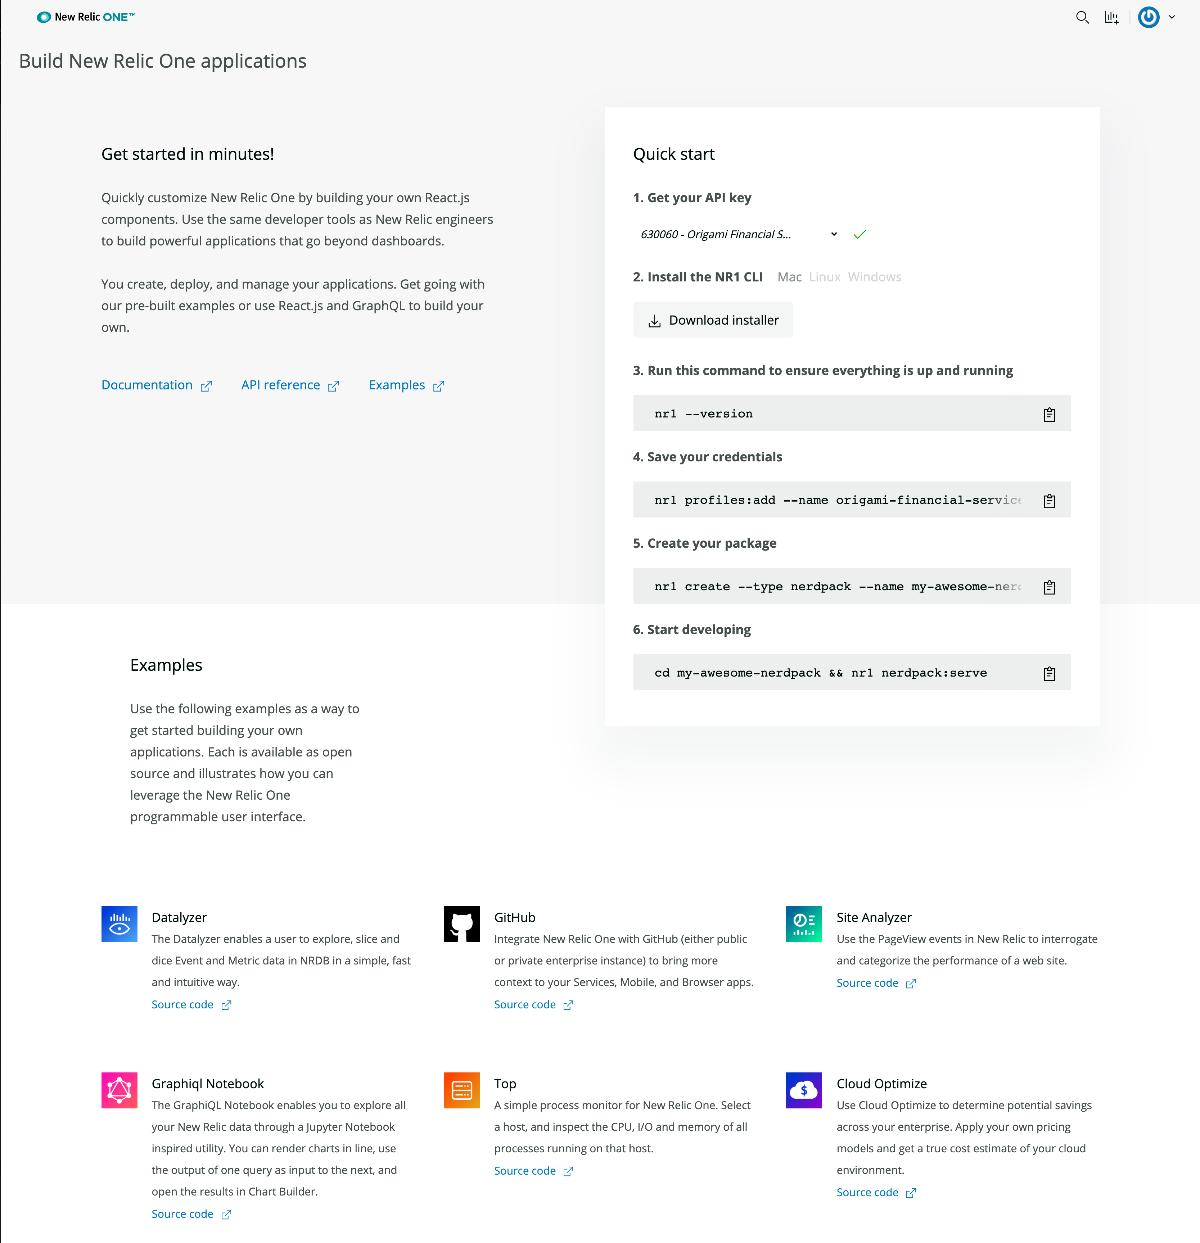 New Relic ONE™
Build New Relic One applications
Get started in minutes!
Quickly customize New Relic One by building your own React.js
components. Use the same developer tools as New Relic engineers
to build powerful applications that go beyond dashboards.
You create, deploy, and manage your applications. Get going with
our pre-built examples or use React.js and GraphQL to build your
own.
Documentation API reference Examples
Quick start
1. Get your API key
630060 - Origami Financial S...
2. Install the NR1 CLI Mac Linux Windows
Download installer
3. Run this command to ensure everything is up and running
nr1 --version
4. Save your credentials
nr1 profiles:add --name origami-financial-service
5. Create your package
nr1 create --type nerdpack --name my-awesome-nerd
6. Start developing
cd my-awesome-nerdpack && nr1 nerdpack:serve
Examples
Use the following examples as a way to
get started building your own
applications. Each is available as open
source and illustrates how you can
leverage the New Relic One
programmable user interface.
Datalyzer
The Datalyzer enables a user to explore, slice and
dice Event and Metric data in NRDB in a simple, fast
and intuitive way.
Source code
GitHub
Integrate New Relic One with GitHub (either public
or private enterprise instance) to bring more
context to your Services, Mobile, and Browser apps.
Source code
Site Analyzer
Use the PageView events in New Relic to interrogate
and categorize the performance of a web site.
Source code
Graphiql Notebook
The GraphiQL Notebook enables you to explore all
your New Relic data through a Jupyter Notebook
inspired utility. You can render charts in line, use
the output of one query as input to the next, and
open the results in Chart Builder.
Source code
Top
A simple process monitor for New Relic One. Select
a host, and inspect the CPU, I/O and memory of all
processes running on that host.
Source code
Cloud Optimize
Use Cloud Optimize to determine potential savings
across your enterprise. Apply your own pricing
models and get a true cost estimate of your cloud
environment.
Source code